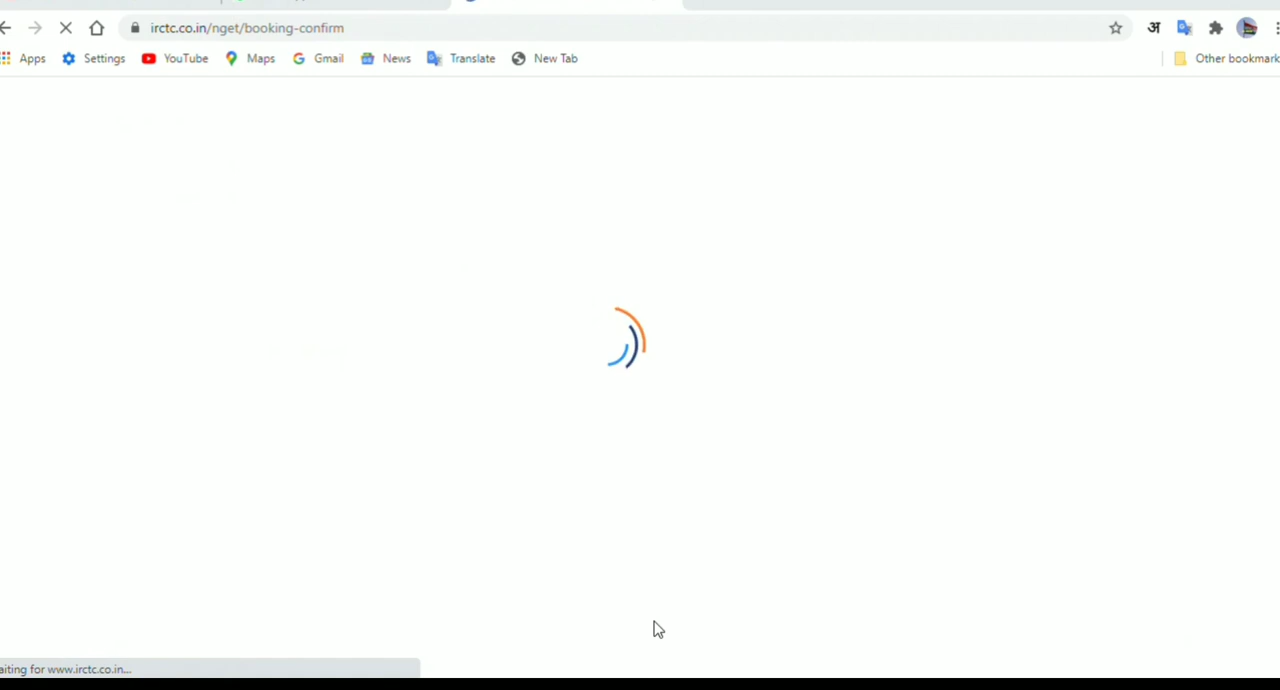 irctc.co.in/nget/booking-confirm
अ
Apps Settings YouTube Maps Gmail News Translate New Tab Other bookmark
aiting for www.irctc.co.in...